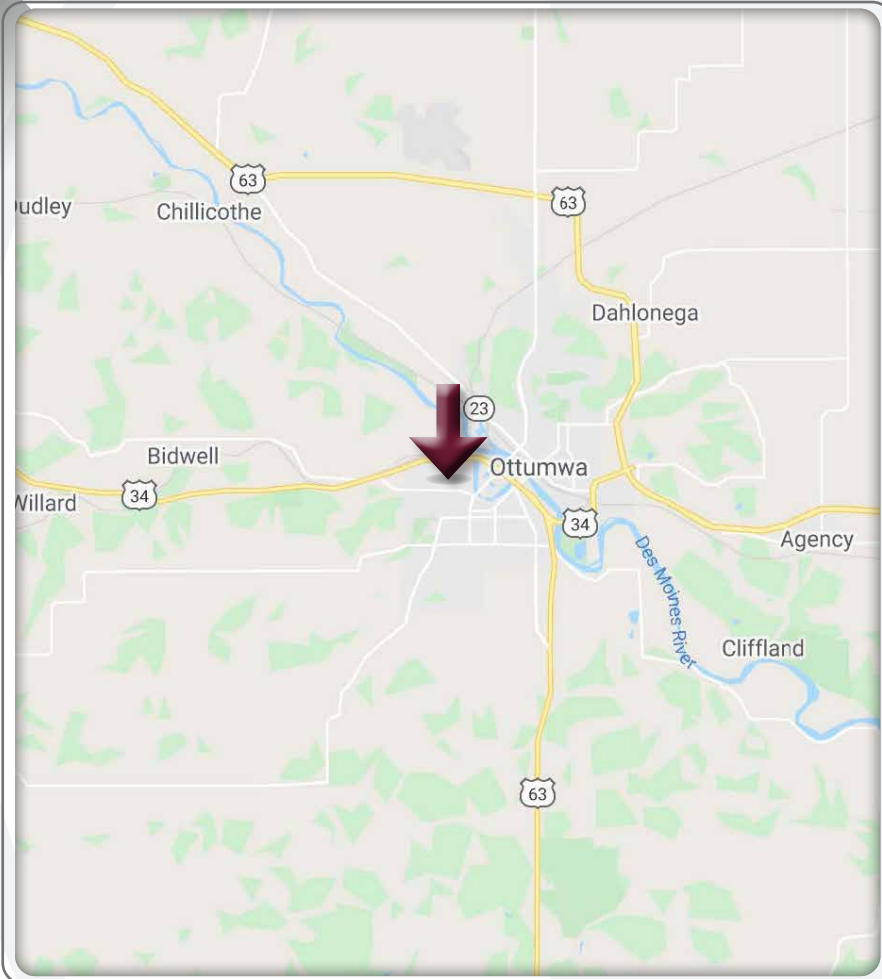 63
udley
Chillicothe
63
Dahlonega
23
Bidwell
Ottumwa
Willard
34
34
Agency
Des Moines River
Cliffland
63